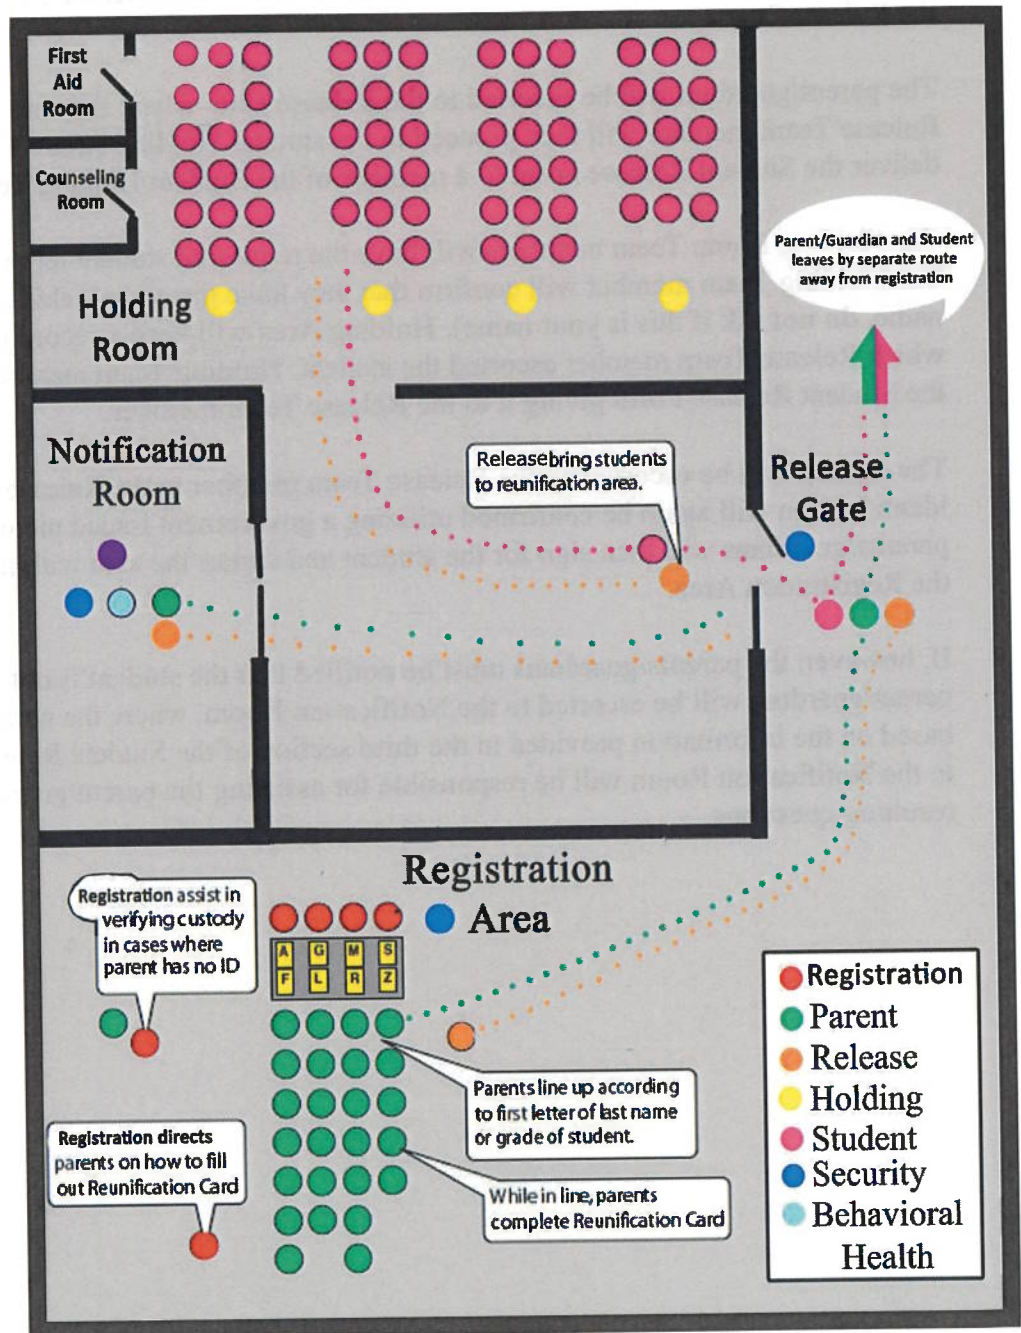 First
Aid
Room
Counseling
Room
Holding
Room
Parent/Guardian and Student
leaves by separate route
away from registration
Notification
Room
Release bring students
to reunification area.
Release
Gate
Registration
Area
Registration assist in
verifying custody
in cases where
parent has no ID
A G M S
F L R Z
Parents line up according
to first letter of last name
or grade of student.
Registration directs
parents on how to fill
out Reunification Card
While in line, parents
complete Reunification Card
Registration
Parent
Release
Holding
Student
Security
Behavioral
Health